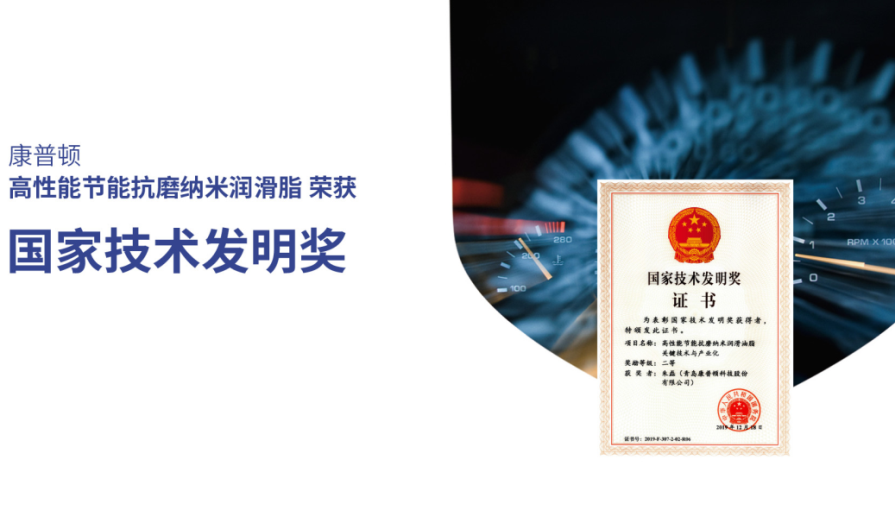 康普顿
高性能节能抗磨纳米润滑脂 荣获
国家技术发明奖
国家技术发明奖
证 书
为表彰国家技术发明奖获得者，
特颁发此证书。
项目名称：高性能节能抗磨纳米润滑油脂
关键技术与产业化
奖励等级：二等
获 奖 者：朱磊（青岛康普顿科技股份
有限公司）
2019 年 12 月 18 日
证书号：2019-F-307-2-02-R06
280
200
100
0
1
2
3
RPM X 100